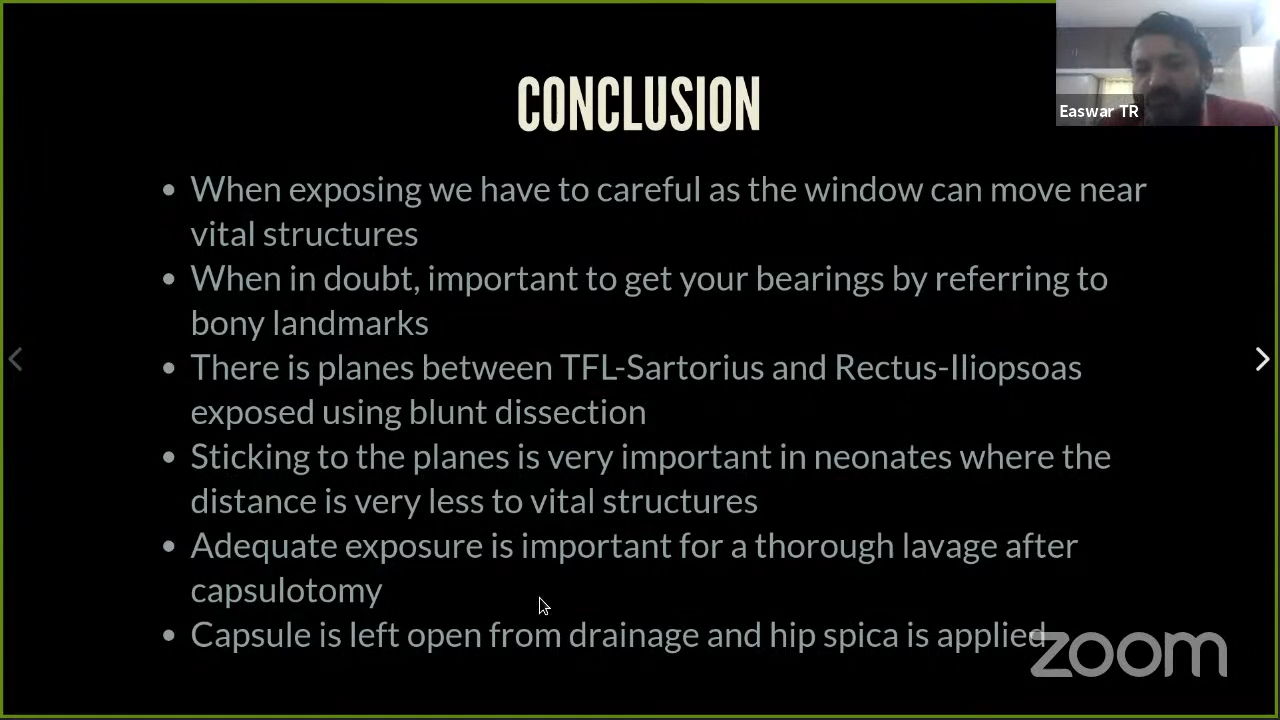 CONCLUSION
Easwar TR
• When exposing we have to careful as the window can move near
vital structures
• When in doubt, important to get your bearings by referring to
bony landmarks
• There is planes between TFL-Sartorius and Rectus-Iliopsoas
exposed using blunt dissection
• Sticking to the planes is very important in neonates where the
distance is very less to vital structures
• Adequate exposure is important for a thorough lavage after
capsulotomy
• Capsule is left open from drainage and hip spica is applied
zoom